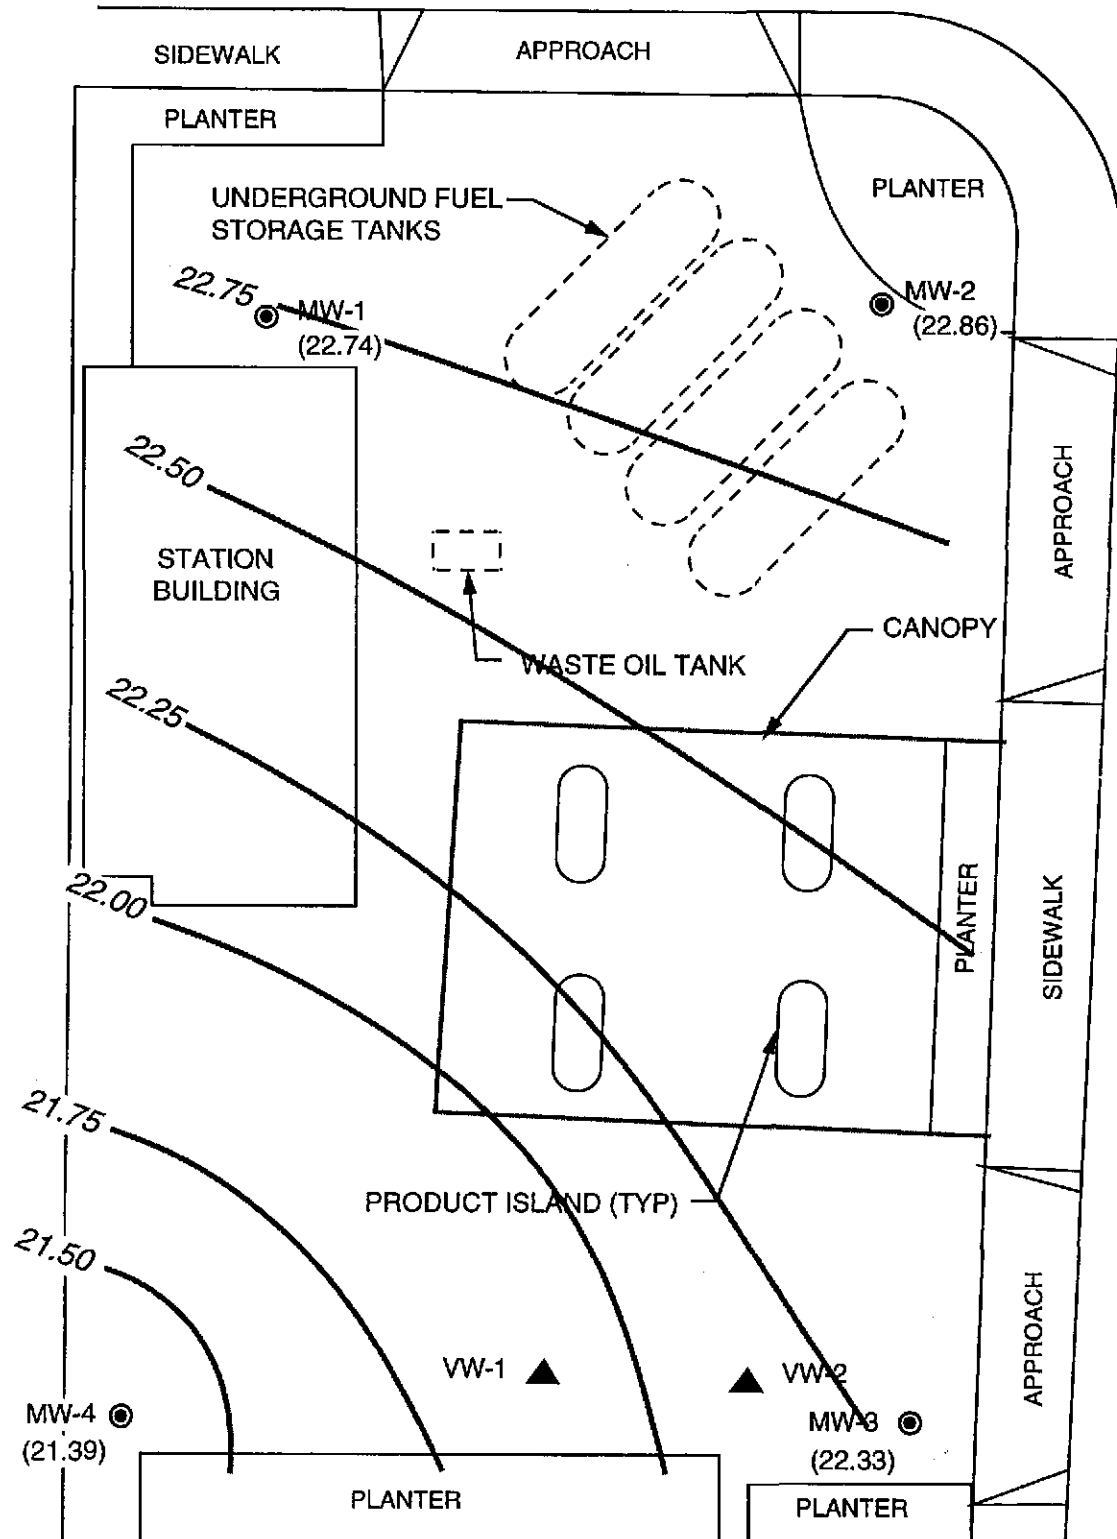 SIDEWALK
APPROACH
PLANTER
UNDERGROUND FUEL
STORAGE TANKS
PLANTER
22.75
MW-1
(22.74)
MW-2
(22.86)
22.50
STATION
BUILDING
APPROACH
CANOPY
WASTE OIL TANK
22.25
22.00
PLANTER
SIDEWALK
21.75
PRODUCT ISLAND (TYP)
21.50
APPROACH
VW-1
VW-2
MW-4
(21.39)
MW-3
(22.33)
PLANTER
PLANTER